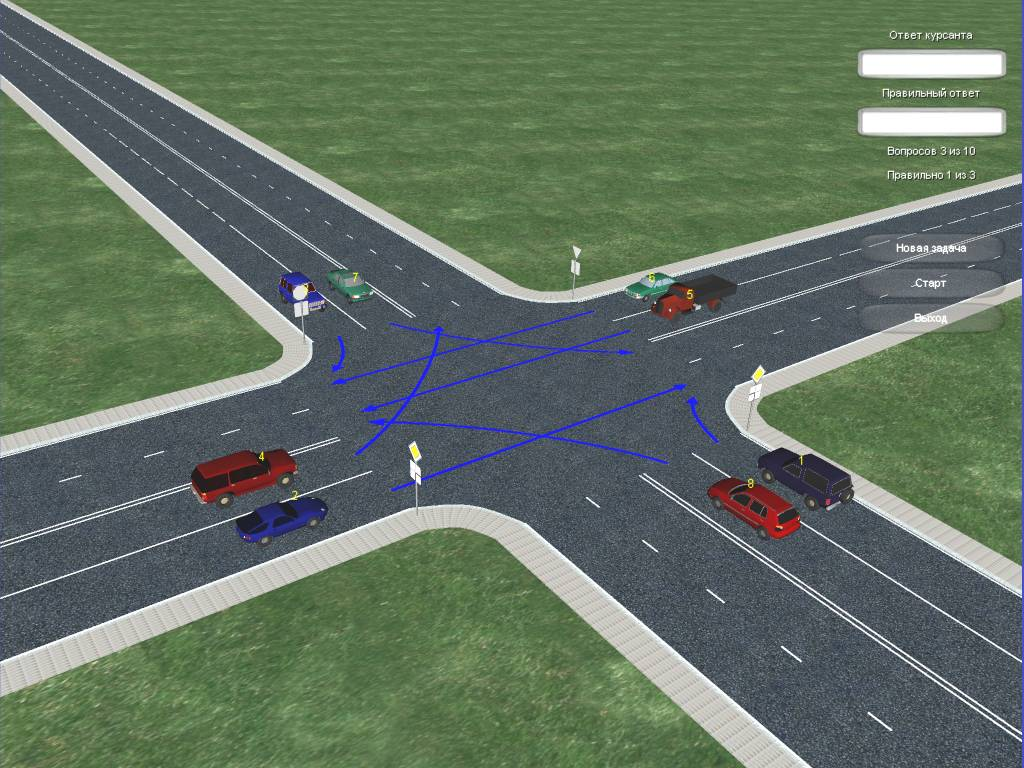 Ответ курсанта
Правильный ответ
Вопросов 3 из 10
Правильно 1 из 3
Новая задача
Старт
Выход
7
6
5
4
2
1
8